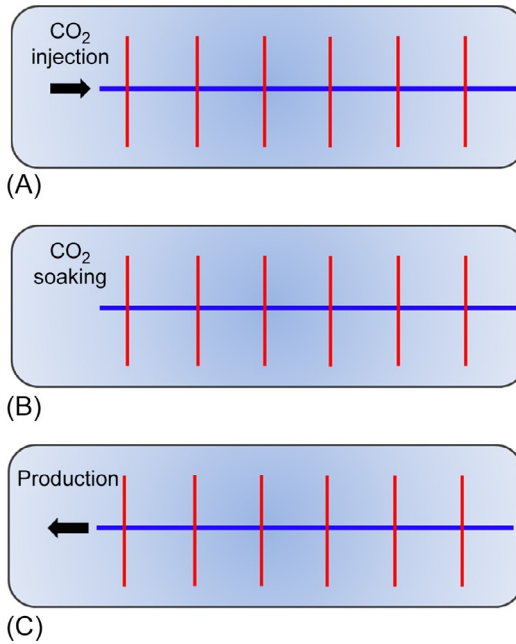 CO₂
injection
(A)
CO₂
soaking
(B)
Production
(C)